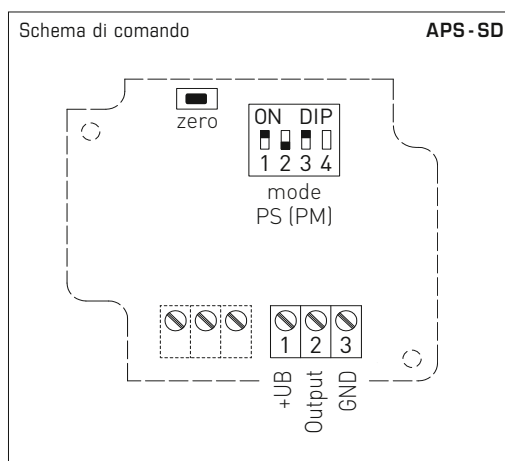 Schema di comando
APS-SD
zero
ON DIP
1 2 3 4
mode
PS (PM)
1 2 3
+UB
Output
GND